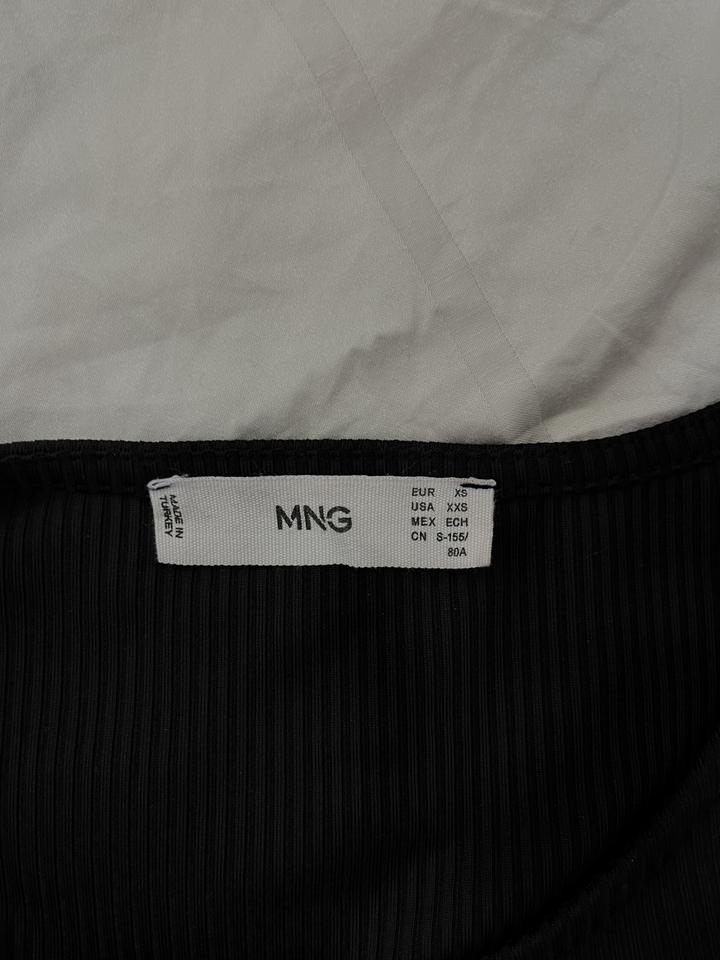 MADE IN
TURKEY
MNG
EUR XS
USA XXS
MEX ECH
CN S-155/
80A